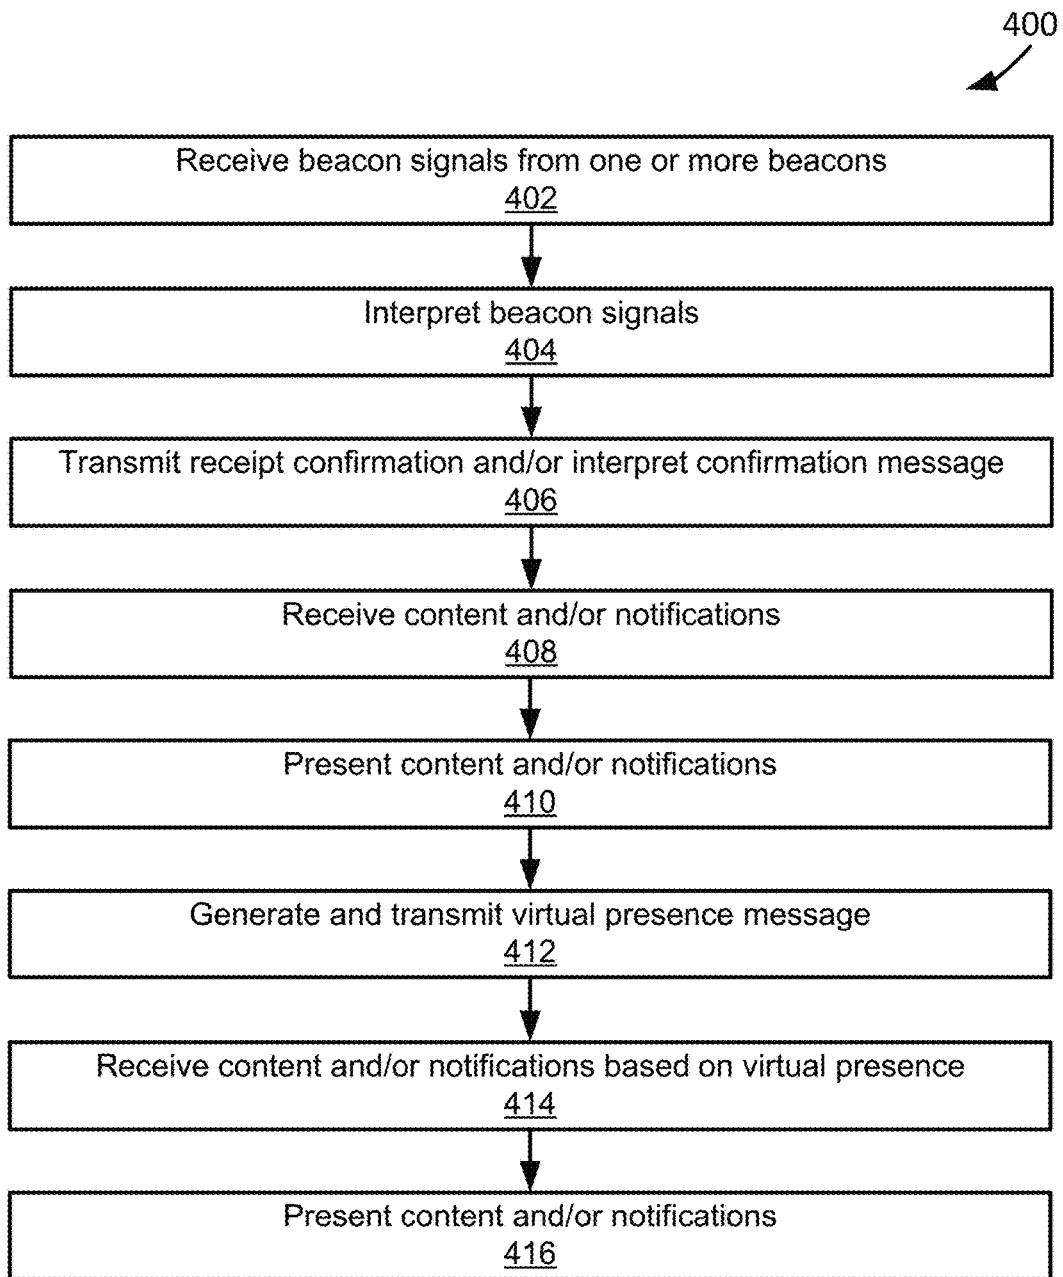 400
Receive beacon signals from one or more beacons
402
Interpret beacon signals
404
Transmit receipt confirmation and/or interpret confirmation message
406
Receive content and/or notifications
408
Present content and/or notifications
410
Generate and transmit virtual presence message
412
Receive content and/or notifications based on virtual presence
414
Present content and/or notifications
416